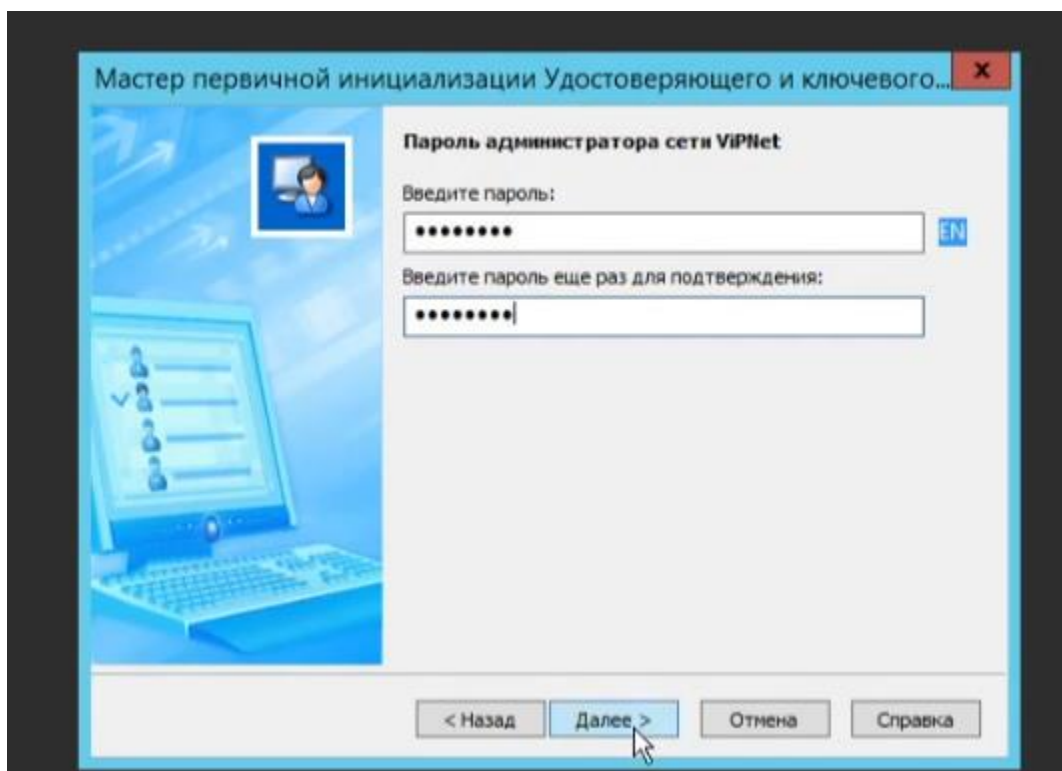 Мастер первичной инициализации Удостоверяющего и ключевого...
Пароль администратора сети ViPNet
Введите пароль:
••••••••
EN
Введите пароль еще раз для подтверждения:
••••••••
< Назад
Далее >
Отмена
Справка